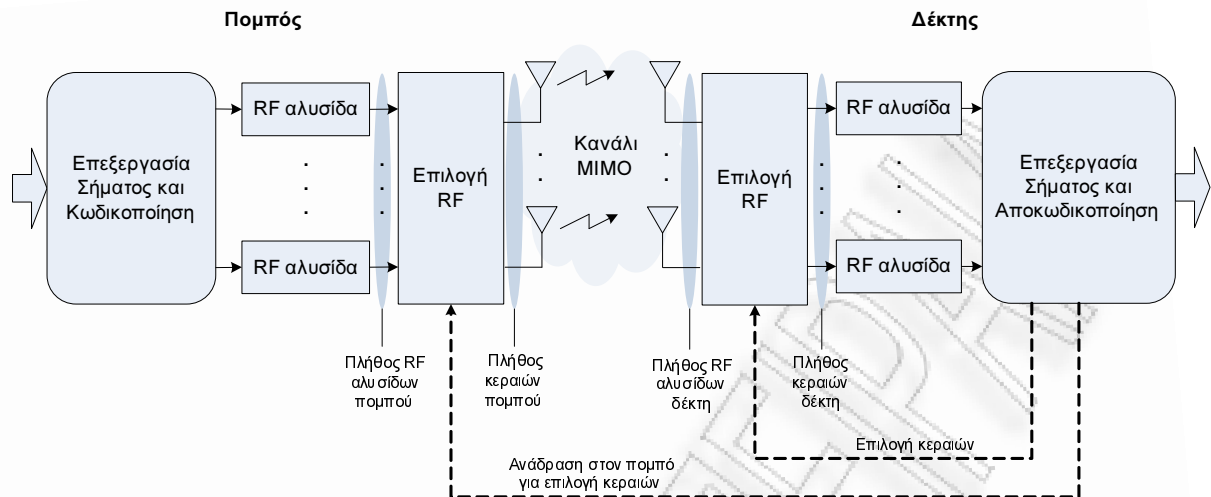 Πομπός
Δέκτης
Επεξεργασία
Σήματος και
Κωδικοποίηση
RF αλυσίδα
RF αλυσίδα
Επιλογή
RF
Κανάλι
MIMO
Επιλογή
RF
RF αλυσίδα
RF αλυσίδα
Επεξεργασία
Σήματος και
Αποκωδικοποίηση
Πλήθος RF
αλυσίδων
πομπού
Πλήθος
κεραιών
πομπού
Πλήθος RF
αλυσίδων
δέκτη
Πλήθος
κεραιών
δέκτη
Επιλογή κεραιών
Ανάδραση στον πομπό
για επιλογή κεραιών